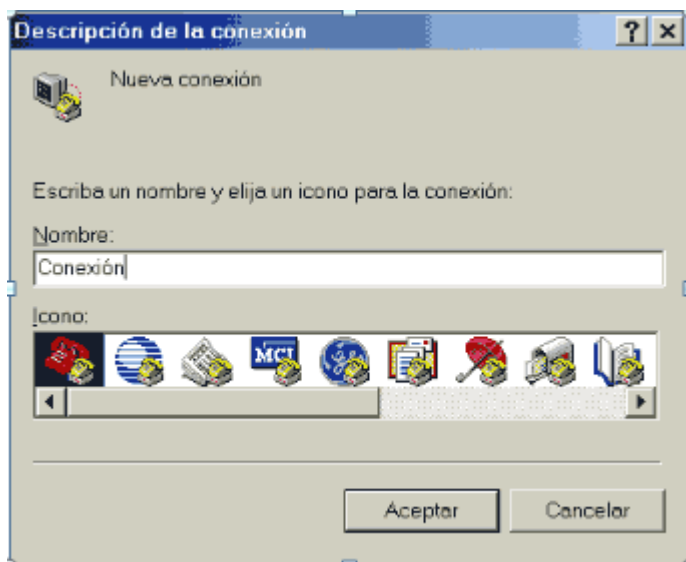 Descripción de la conexión
Nueva conexión
Escriba un nombre y elija un icono para la conexión:
Nombre:
Conexión
Icono:
MCI
Aceptar
Cancelar